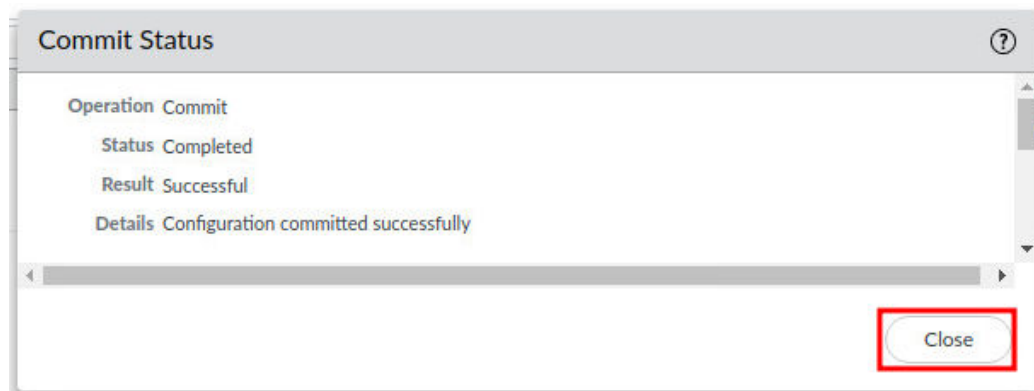 Commit Status
Operation Commit
Status Completed
Result Successful
Details Configuration committed successfully
Close